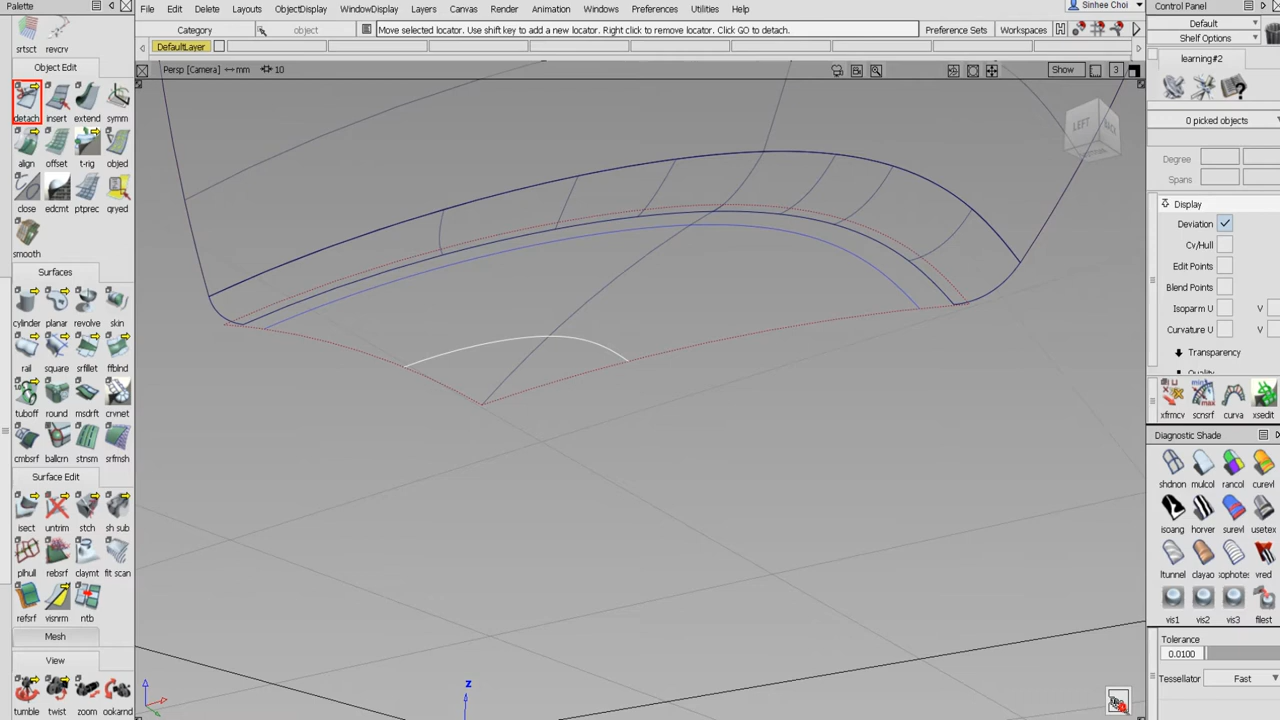 Palette
File Edit Delete Layouts ObjectDisplay WindowDisplay Layers Canvas Render Animation Windows Preferences Utilities Help
Sinhee Choi
Control Panel
Category
object
Move selected locator. Use shift key to add a new locator. Right click to remove locator. Click GO to detach.
Preference Sets
Workspaces
Default
Shelf Options
DefaultLayer
learning#2
Persp [Camera] mm 10
Show
3
0 picked objects
LEFT
BACK
Degree
Spans
Display
Deviation
Cv/Hull
Edit Points
Blend Points
Isoparm U V
Curvature U V
Transparency
xfrmcv scnsrf curva xsedit
Diagnostic Shade
shdnon mulcol rancol curevl
isoang horver surevl usetex
ltunnel clayao isophotes vred
vis1 vis2 vis3 filest
Tolerance
0.0100
Tessellator Fast
srtsct revcrv
Object Edit
detach insert extend symm
align offset t-rig objed
close edcmt ptprec qryed
smooth
Surfaces
cylinder planar revolve skin
rail square srfillet ffblnd
tuboff round msdrft crvnet
cmbsrf ballcrn stnsm srfmsh
Surface Edit
isect untrim stch sh sub
plhull rebsrf claymt fit scan
refsrf visnrm ntb
Mesh
View
tumble twist zoom lookarnd
z